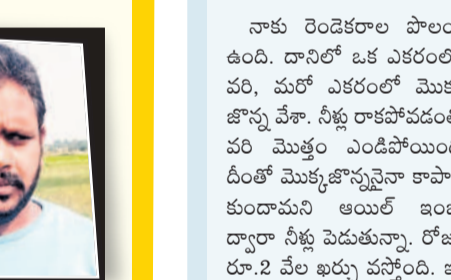 నాకు రెండెకరాల పొలం
ఉంది. దానిలో ఒక ఎకరంలో
వరి, మరో ఎకరంలో మొక్క
జొన్న వేశా. నీళ్లు రాకపోవడంతో
వరి మొత్తం ఎండిపోయింది.
దీంతో మొక్కజొన్ననైనా కాపా
కుందామని ఆయిల్ ఇంజ
ద్వారా నీళ్లు పెడుతున్నా. రోజు
రూ.2 వేల ఖర్చు వస్తోంది.